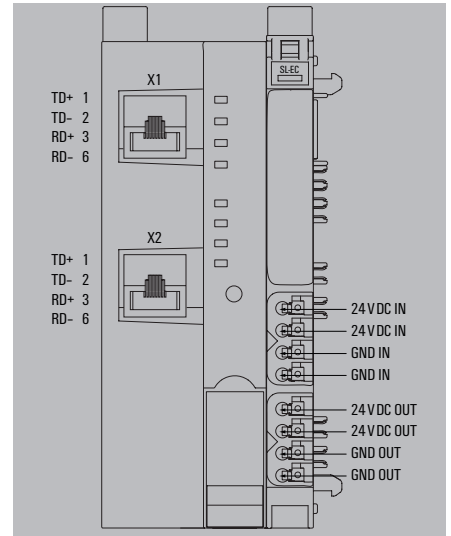 SL-EC
X1
TD+ 1
TD- 2
RD+ 3
RD- 6
X2
TD+ 1
TD- 2
RD+ 3
RD- 6
24 V DC IN
24 V DC IN
GND IN
GND IN
24 V DC OUT
24 V DC OUT
GND OUT
GND OUT